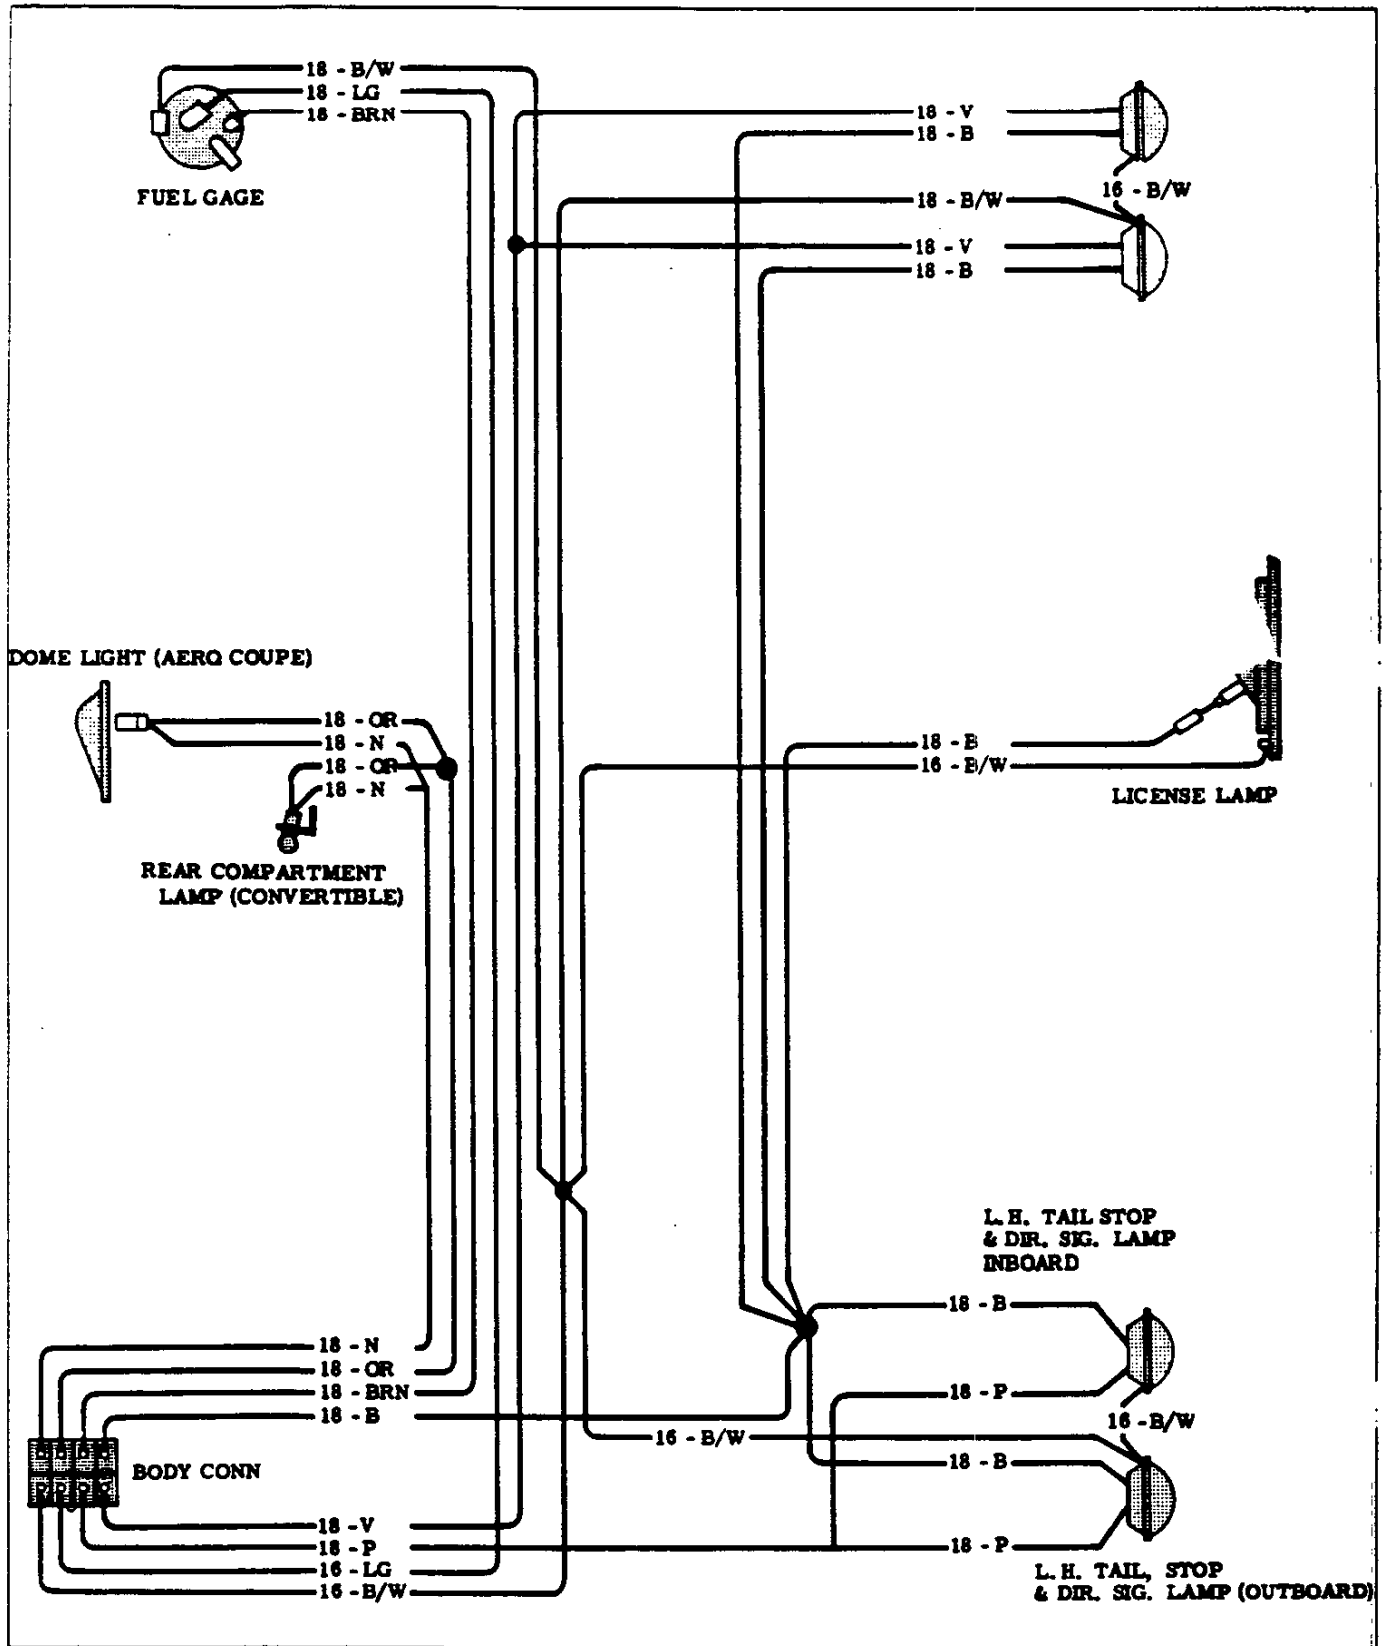 18 - B/W
18 - LG
18 - BRN
FUEL GAGE
18 - V
18 - B
16 - B/W
18 - B/W
18 - V
18 - B
DOME LIGHT (AERO COUPE)
18 - OR
18 - N
18 - OR
18 - N
REAR COMPARTMENT
LAMP (CONVERTIBLE)
18 - B
16 - B/W
LICENSE LAMP
L. H. TAIL STOP
& DIR. SIG. LAMP
INBOARD
18 - B
18 - P
16 - B/W
18 - N
18 - OR
18 - BRN
18 - B
16 - B/W
18 - B
BODY CONN
18 - V
18 - P
16 - LG
16 - B/W
18 - P
L. H. TAIL, STOP
& DIR. SIG. LAMP (OUTBOARD)